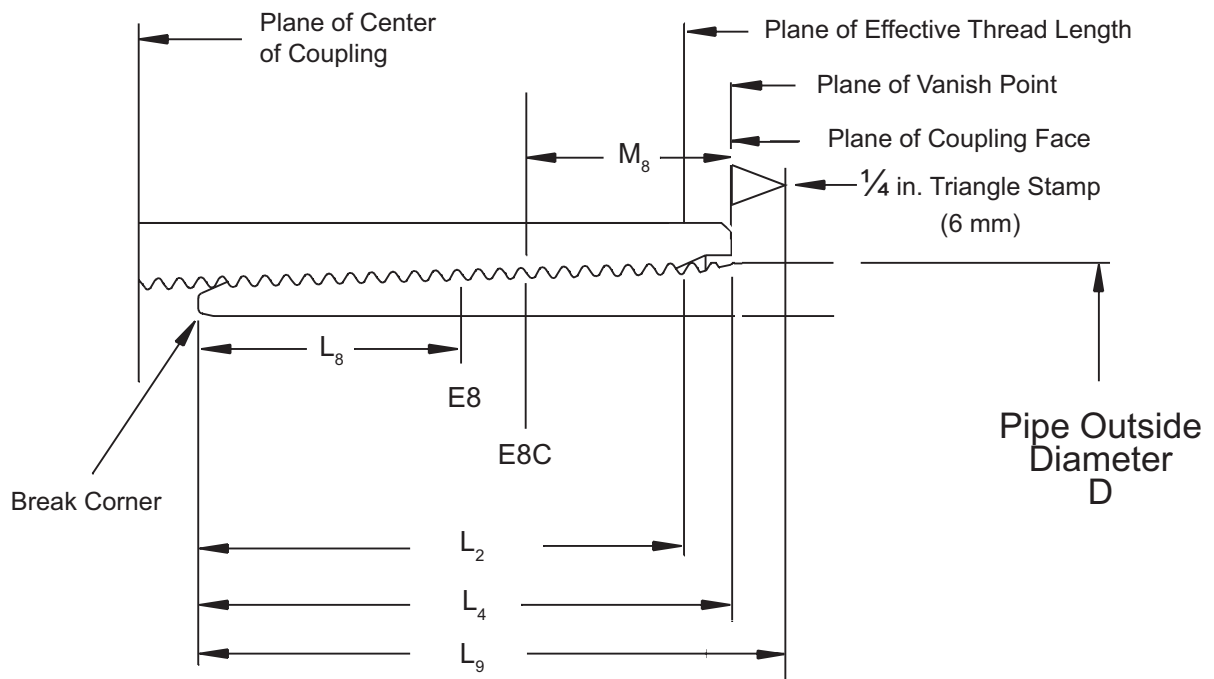 Plane of Center
of Coupling
Plane of Effective Thread Length
Plane of Vanish Point
Plane of Coupling Face
M₈
¼ in. Triangle Stamp
(6 mm)
L₈
E8
E8C
Pipe Outside
Diameter
D
Break Corner
L₂
L₄
L₉